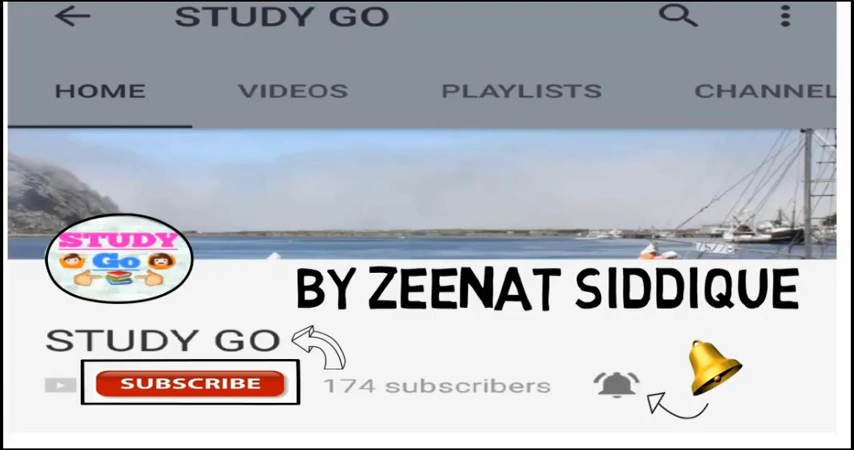 STUDY GO
HOME VIDEOS PLAYLISTS CHANNEL
STUDY
Go
BY ZEENAT SIDDIQUE
STUDY GO
SUBSCRIBE 174 subscribers